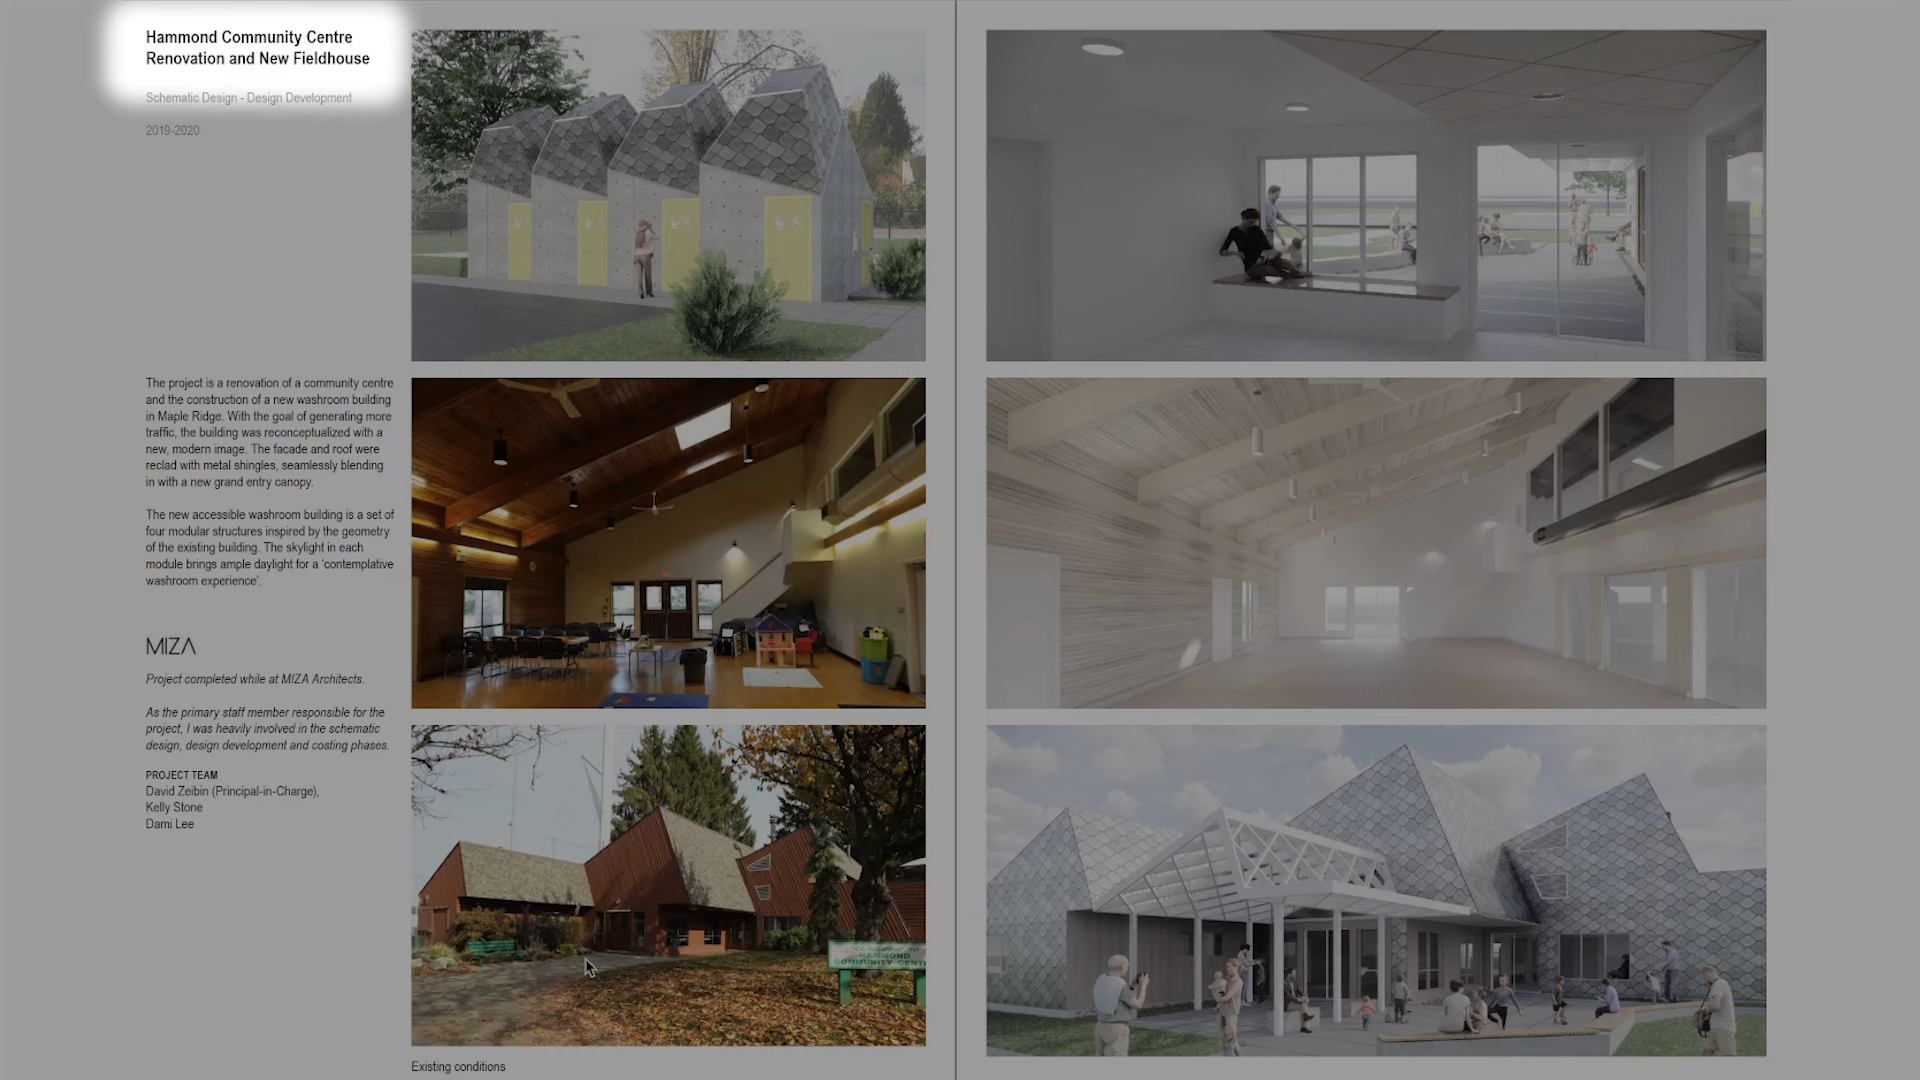 Hammond Community Centre
Renovation and New Fieldhouse
Schematic Design - Design Development
2019-2020
The project is a renovation of a community centre
and the construction of a new washroom building
in Maple Ridge. With the goal of generating more
traffic, the building was reconceptualized with a
new, modern image. The facade and roof were
reclad with metal shingles, seamlessly blending
in with a new grand entry canopy.
The new accessible washroom building is a set of
four modular structures inspired by the geometry
of the existing building. The skylight in each
module brings ample daylight for a 'contemplative
washroom experience'.
MIZA
Project completed while at MIZA Architects.
As the primary staff member responsible for the
project, I was heavily involved in the schematic
design, design development and costing phases.
PROJECT TEAM
David Zeibin (Principal-in-Charge),
Kelly Stone
Dami Lee
HAMMOND
COMMUNITY CENT
Existing conditions